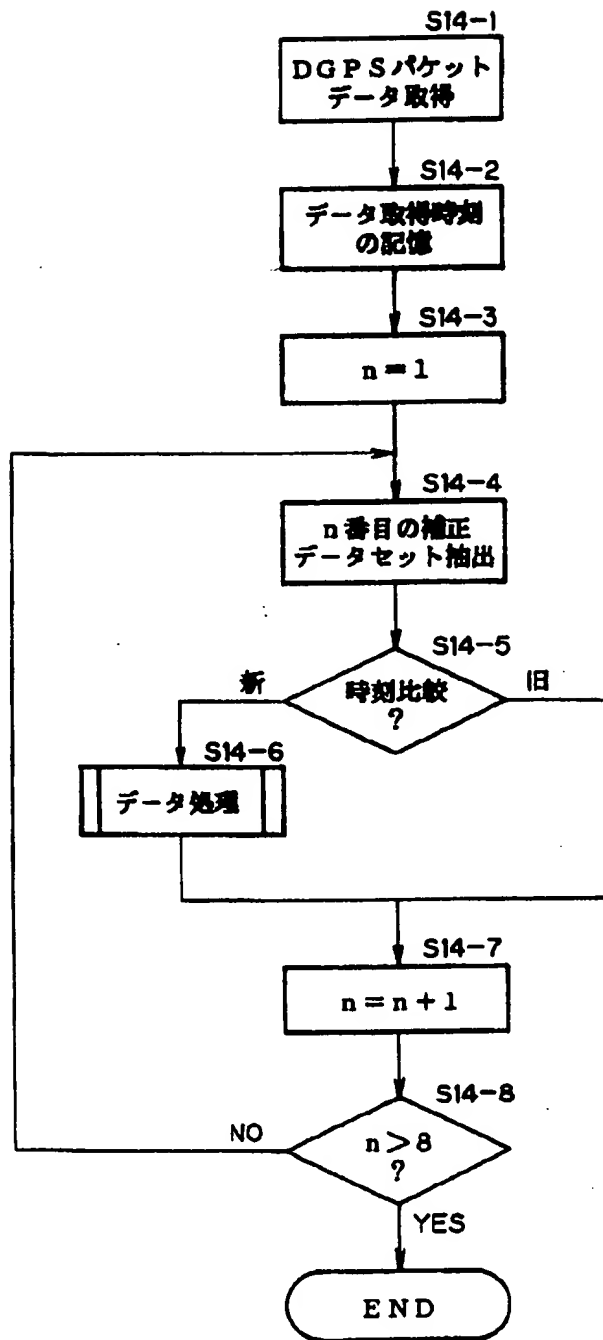 S14-1
DGPSパケット
データ取得
S14-2
データ取得時刻
の記憶
S14-3
n=1
S14-4
n番目の補正
データセット抽出
S14-5
新
時刻比較
?
旧
S14-6
データ処理
S14-7
n=n+1
S14-8
NO
n>8
?
YES
END